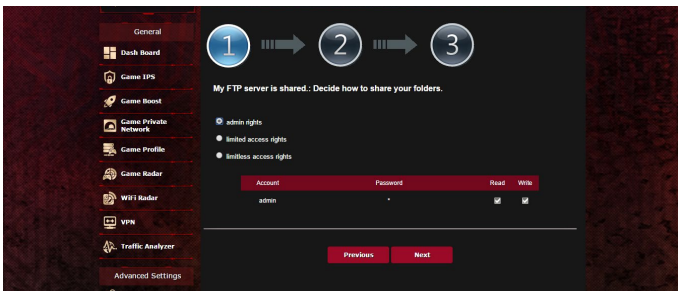 General
Dash Board
Game IPS
Game Boost
Game Private
Network
Game Profile
Game Radar
WiFi Radar
VPN
Traffic Analyzer
Advanced Settings
1
2
3
My FTP server is shared.: Decide how to share your folders.
admin rights
limited access rights
limitless access rights
Account Password Read Write
admin *
Previous Next